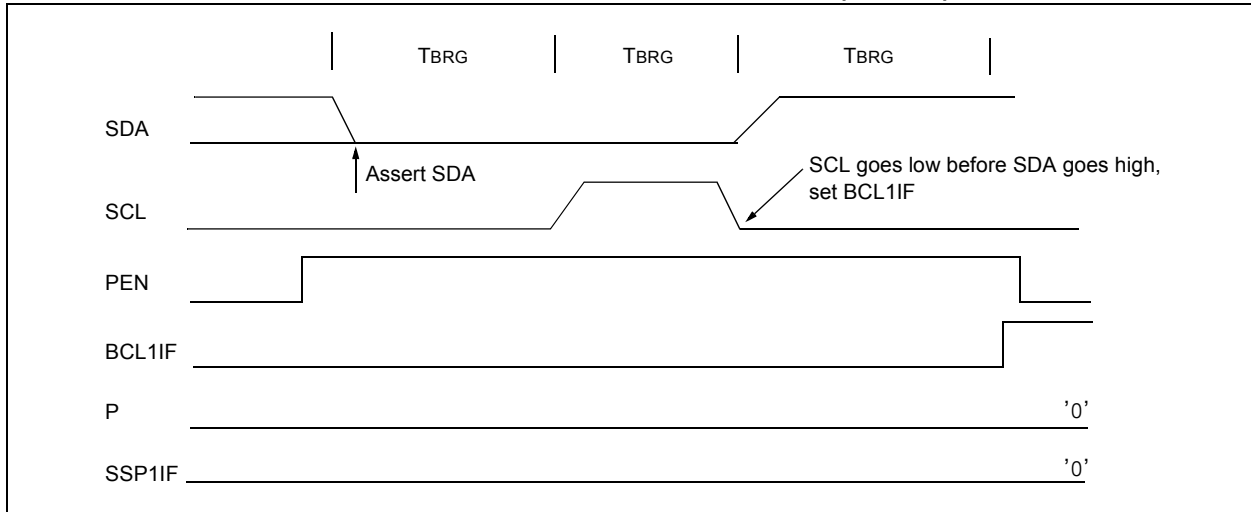 TBRG TBRG TBRG
SDA
Assert SDA
SCL goes low before SDA goes high,
set BCL1IF
SCL
PEN
BCL1IF
P '0'
SSP1IF '0'